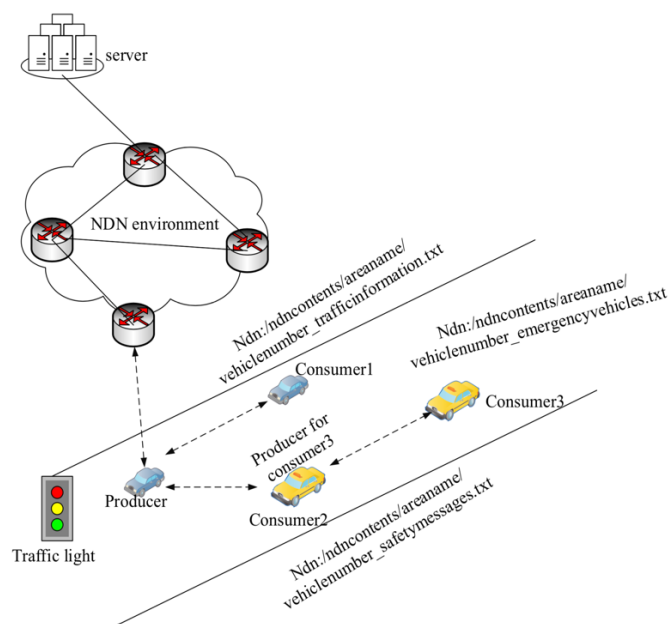 server
NDN environment
Ndn:/ndncontents/areaname/
vehiclenumber_trafficinformation.txt
Ndn:/ndncontents/areaname/
vehiclenumber_emergencyvehicles.txt
Consumer1
Consumer3
Producer for
consumer3
Producer
Consumer2
Traffic light
Ndn:/ndncontents/areaname/
vehiclenumber_safetymessages.txt